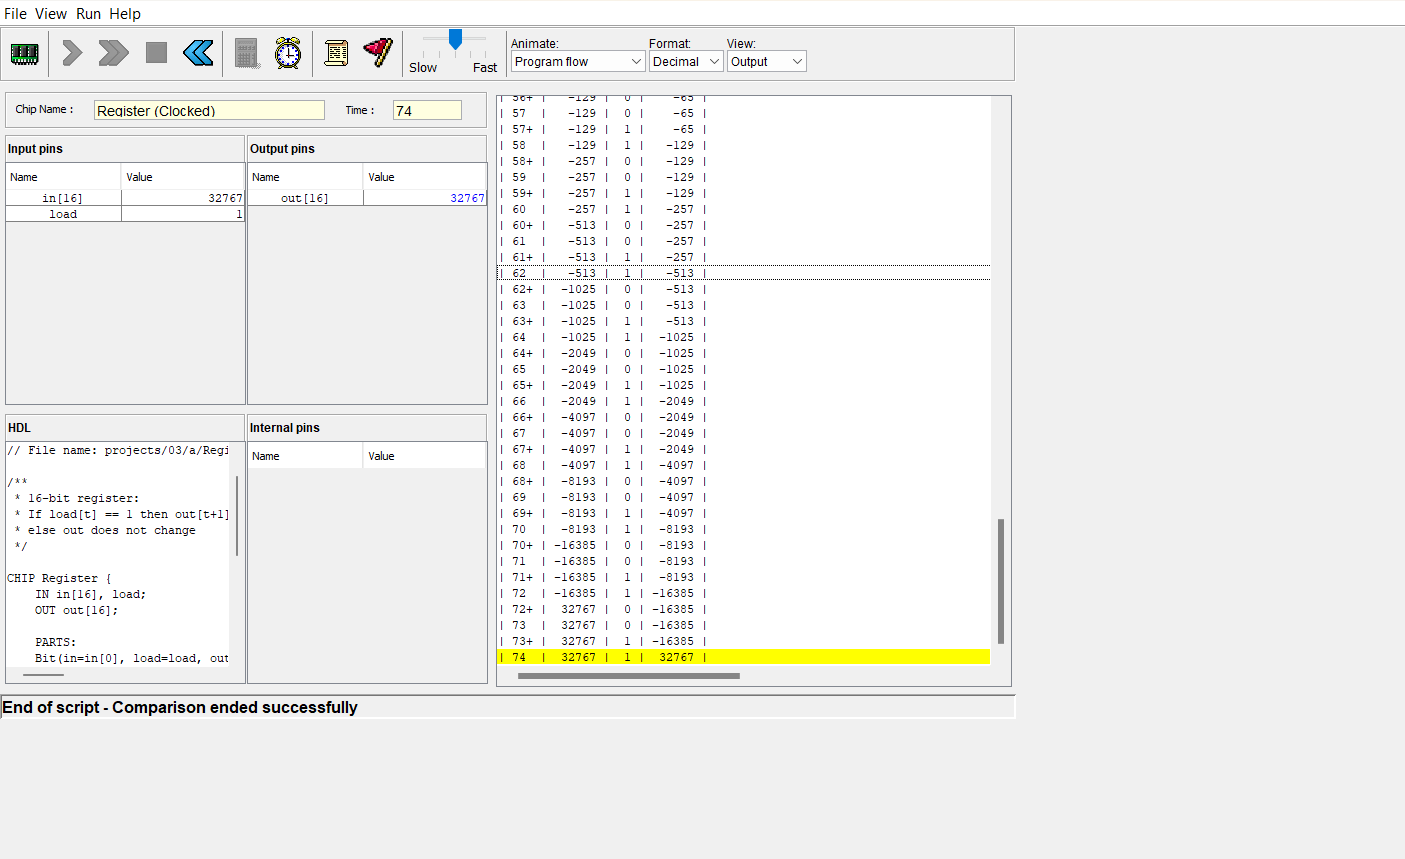 File View Run Help
Animate: Format: View:
Slow Fast Program flow Decimal Output
Chip Name : Register (Clocked) Time : 74
Input pins
Name Value
in[16] 32767
load 1
Output pins
Name Value
out[16] 32767
HDL
// File name: projects/03/a/Regi
/**
* 16-bit register:
* If load[t] == 1 then out[t+1]
* else out does not change
*/
CHIP Register {
IN in[16], load;
OUT out[16];
PARTS:
Bit(in=in[0], load=load, out
Internal pins
Name Value
| 56+ | -129 | 0 | -65 |
| 57 | -129 | 0 | -65 |
| 57+ | -129 | 1 | -65 |
| 58 | -129 | 1 | -129 |
| 58+ | -257 | 0 | -129 |
| 59 | -257 | 0 | -129 |
| 59+ | -257 | 1 | -129 |
| 60 | -257 | 1 | -257 |
| 60+ | -513 | 0 | -257 |
| 61 | -513 | 0 | -257 |
| 61+ | -513 | 1 | -257 |
| 62 | -513 | 1 | -513 |
| 62+ | -1025 | 0 | -513 |
| 63 | -1025 | 0 | -513 |
| 63+ | -1025 | 1 | -513 |
| 64 | -1025 | 1 | -1025 |
| 64+ | -2049 | 0 | -1025 |
| 65 | -2049 | 0 | -1025 |
| 65+ | -2049 | 1 | -1025 |
| 66 | -2049 | 1 | -2049 |
| 66+ | -4097 | 0 | -2049 |
| 67 | -4097 | 0 | -2049 |
| 67+ | -4097 | 1 | -2049 |
| 68 | -4097 | 1 | -4097 |
| 68+ | -8193 | 0 | -4097 |
| 69 | -8193 | 0 | -4097 |
| 69+ | -8193 | 1 | -4097 |
| 70 | -8193 | 1 | -8193 |
| 70+ | -16385 | 0 | -8193 |
| 71 | -16385 | 0 | -8193 |
| 71+ | -16385 | 1 | -8193 |
| 72 | -16385 | 1 | -16385 |
| 72+ | 32767 | 0 | -16385 |
| 73 | 32767 | 0 | -16385 |
| 73+ | 32767 | 1 | -16385 |
| 74 | 32767 | 1 | 32767 |
End of script - Comparison ended successfully